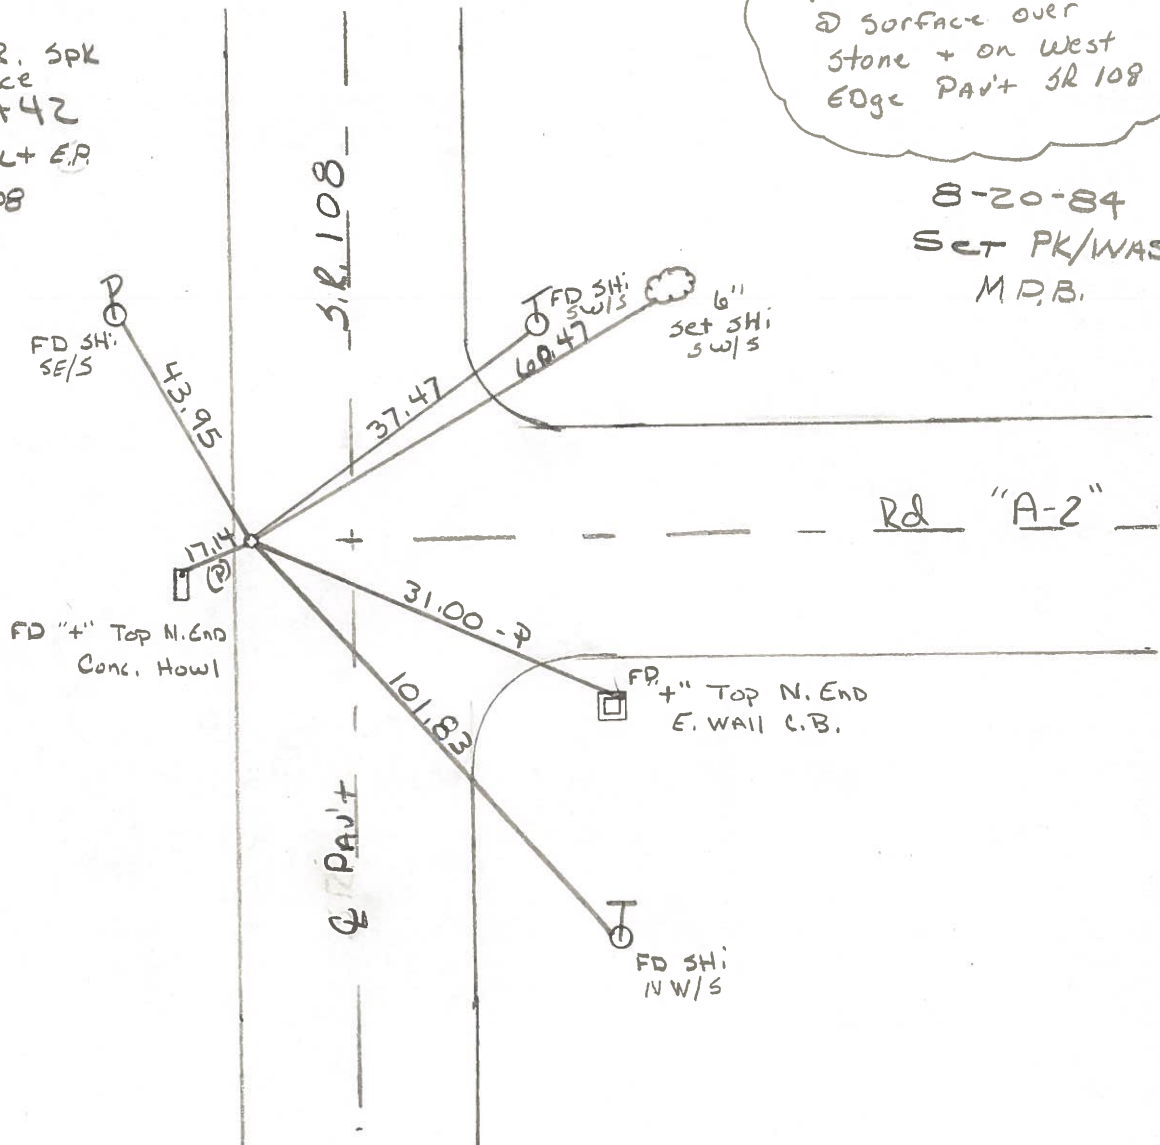 R. Spk
ce
+42
L+ E.P.
08
@ Surface over
Stone + on West
EDge PAv't SR 108
8-20-84
Set PK/WAS
M.D.B.
S.R. 108
P
FD SHi
SE/S
43.95
T
FD SHi
SW/S
6"
Set SHi
SW/S
37.47
60.47
Rd "A-2"
17.14
(P)
FD "+" Top N. End
Conc. Howl
31.00 - P
FD.
"+" Top N. End
E. WAll C.B.
101.83
℄ PAv't
T
FD SHi
NW/S